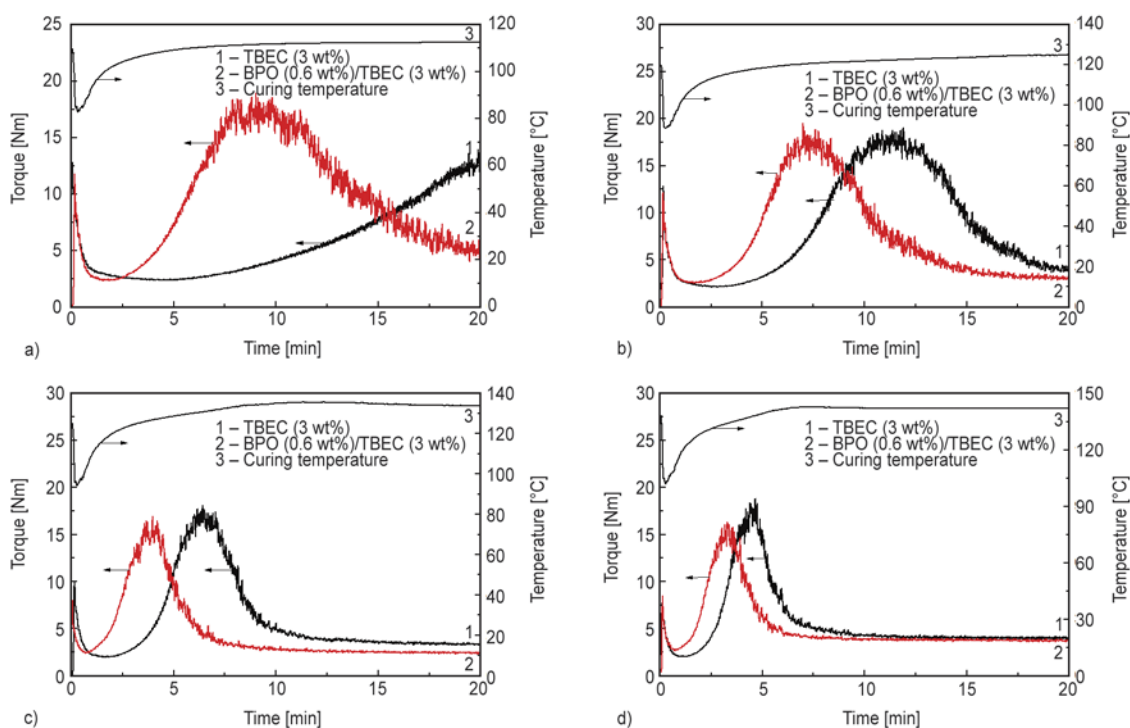 25
20
15
10
5
0
Torque [Nm]
120
100
80
60
40
20
0
Temperature [°C]
3
1 – TBEC (3 wt%)
2 – BPO (0.6 wt%)/TBEC (3 wt%)
3 – Curing temperature
1
2
0 5 10 15 20
a) Time [min]
30
25
20
15
10
5
0
Torque [Nm]
140
120
100
80
60
40
20
0
Temperature [°C]
3
1 – TBEC (3 wt%)
2 – BPO (0.6 wt%)/TBEC (3 wt%)
3 – Curing temperature
1
2
0 5 10 15 20
b) Time [min]
30
25
20
15
10
5
0
Torque [Nm]
140
120
100
80
60
40
20
0
Temperature [°C]
3
1 – TBEC (3 wt%)
2 – BPO (0.6 wt%)/TBEC (3 wt%)
3 – Curing temperature
1
2
0 5 10 15 20
c) Time [min]
30
25
20
15
10
5
0
Torque [Nm]
150
120
90
60
30
0
Temperature [°C]
3
1 – TBEC (3 wt%)
2 – BPO (0.6 wt%)/TBEC (3 wt%)
3 – Curing temperature
1
2
0 5 10 15 20
d) Time [min]